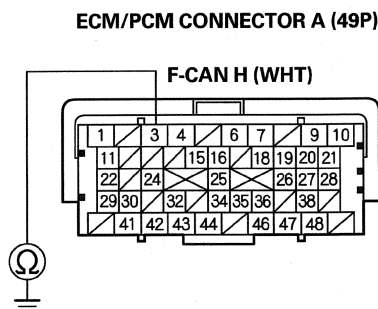 ECM/PCM CONNECTOR A (49P)
F-CAN H (WHT)
1 3 4 6 7 9 10
11 15 16 18 19 20 21
22 24 25 26 27 28
29 30 32 34 35 36 38
41 42 43 44 46 47 48
Ω